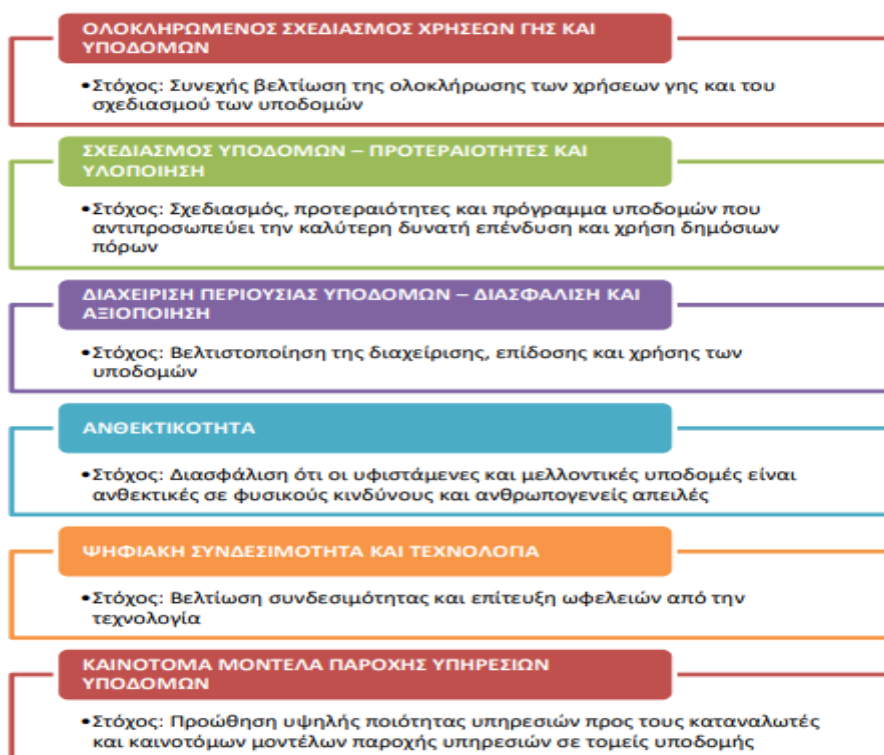 ΟΛΟΚΛΗΡΩΜΕΝΟΣ ΣΧΕΔΙΑΣΜΟΣ ΧΡΗΣΕΩΝ ΓΗΣ ΚΑΙ
ΥΠΟΔΟΜΩΝ
•Στόχος: Συνεχής βελτίωση της ολοκλήρωσης των χρήσεων γης και του
σχεδιασμού των υποδομών
ΣΧΕΔΙΑΣΜΟΣ ΥΠΟΔΟΜΩΝ – ΠΡΟΤΕΡΑΙΟΤΗΤΕΣ ΚΑΙ
ΥΛΟΠΟΙΗΣΗ
•Στόχος: Σχεδιασμός, προτεραιότητες και πρόγραμμα υποδομών που
αντιπροσωπεύει την καλύτερη δυνατή επένδυση και χρήση δημόσιων
πόρων
ΔΙΑΧΕΙΡΙΣΗ ΠΕΡΙΟΥΣΙΑΣ ΥΠΟΔΟΜΩΝ – ΔΙΑΣΦΑΛΙΣΗ ΚΑΙ
ΑΞΙΟΠΟΙΗΣΗ
•Στόχος: Βελτιστοποίηση της διαχείρισης, επίδοσης και χρήσης των
υποδομών
ΑΝΘΕΚΤΙΚΟΤΗΤΑ
•Στόχος: Διασφάλιση ότι οι υφιστάμενες και μελλοντικές υποδομές είναι
ανθεκτικές σε φυσικούς κινδύνους και ανθρωπογενείς απειλές
ΨΗΦΙΑΚΗ ΣΥΝΔΕΣΙΜΟΤΗΤΑ ΚΑΙ ΤΕΧΝΟΛΟΓΙΑ
•Στόχος: Βελτίωση συνδεσιμότητας και επίτευξη ωφελειών από την
τεχνολογία
ΚΑΙΝΟΤΟΜΑ ΜΟΝΤΕΛΑ ΠΑΡΟΧΗΣ ΥΠΗΡΕΣΙΩΝ
ΥΠΟΔΟΜΩΝ
•Στόχος: Προώθηση υψηλής ποιότητας υπηρεσιών προς τους καταναλωτές
και καινοτόμων μοντέλων παροχής υπηρεσιών σε τομείς υποδομής